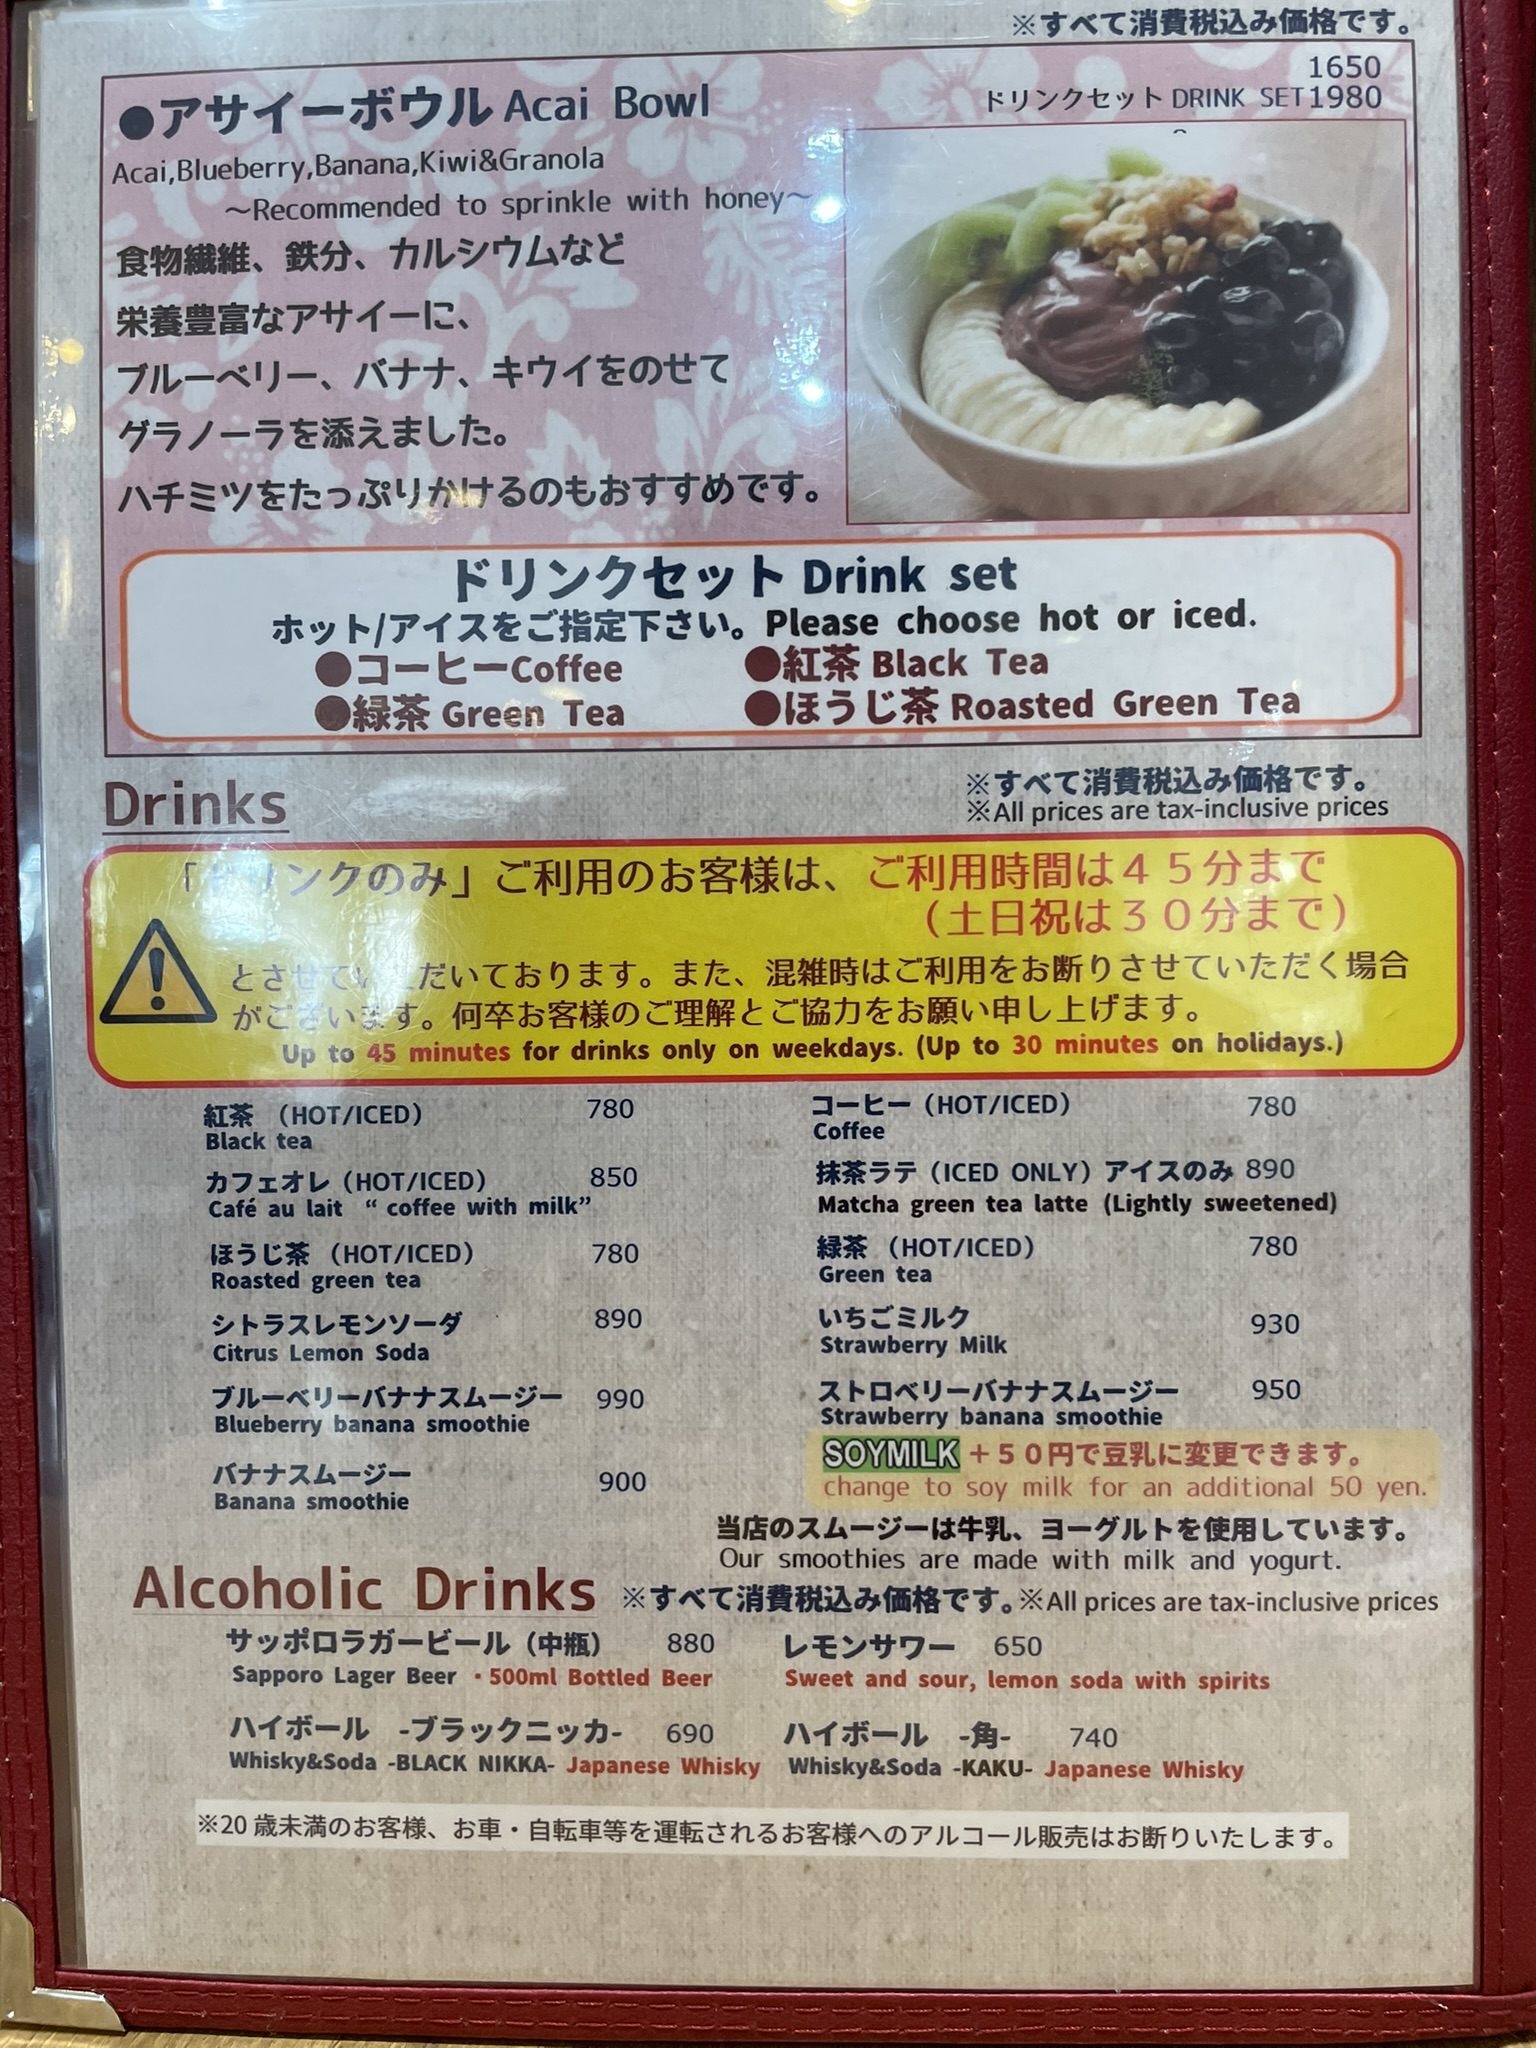 ※すべて消費税込み価格です。
●アサイーボウル Acai Bowl
1650
ドリンクセット DRINK SET1980
Acai,Blueberry,Banana,Kiwi&Granola
～Recommended to sprinkle with honey～
食物繊維、鉄分、カルシウムなど
栄養豊富なアサイーに、
ブルーベリー、バナナ、キウイをのせて
グラノーラを添えました。
ハチミツをたっぷりかけるのもおすすめです。
ドリンクセット Drink set
ホット/アイスをご指定下さい。Please choose hot or iced.
●コーヒーCoffee ●紅茶 Black Tea
●緑茶 Green Tea ●ほうじ茶 Roasted Green Tea
Drinks
※すべて消費税込み価格です。
※All prices are tax-inclusive prices
「ドリンクのみ」ご利用のお客様は、ご利用時間は４５分まで
（土日祝は３０分まで）
とさせていただいております。また、混雑時はご利用をお断りさせていただく場合
がございます。何卒お客様のご理解とご協力をお願い申し上げます。
Up to 45 minutes for drinks only on weekdays. (Up to 30 minutes on holidays.)
紅茶 （HOT/ICED） 780
Black tea
コーヒー（HOT/ICED） 780
Coffee
カフェオレ（HOT/ICED） 850
Café au lait “ coffee with milk”
抹茶ラテ（ICED ONLY）アイスのみ 890
Matcha green tea latte (Lightly sweetened)
ほうじ茶 （HOT/ICED） 780
Roasted green tea
緑茶 （HOT/ICED） 780
Green tea
シトラスレモンソーダ 890
Citrus Lemon Soda
いちごミルク 930
Strawberry Milk
ブルーベリーバナナスムージー 990
Blueberry banana smoothie
ストロベリーバナナスムージー 950
Strawberry banana smoothie
バナナスムージー 900
Banana smoothie
SOYMILK ＋５０円で豆乳に変更できます。
change to soy milk for an additional 50 yen.
当店のスムージーは牛乳、ヨーグルトを使用しています。
Our smoothies are made with milk and yogurt.
Alcoholic Drinks ※すべて消費税込み価格です。※All prices are tax-inclusive prices
サッポロラガービール（中瓶） 880
Sapporo Lager Beer ・500ml Bottled Beer
レモンサワー 650
Sweet and sour, lemon soda with spirits
ハイボール -ブラックニッカ- 690
Whisky&Soda -BLACK NIKKA- Japanese Whisky
ハイボール -角- 740
Whisky&Soda -KAKU- Japanese Whisky
※20 歳未満のお客様、お車・自転車等を運転されるお客様へのアルコール販売はお断りいたします。